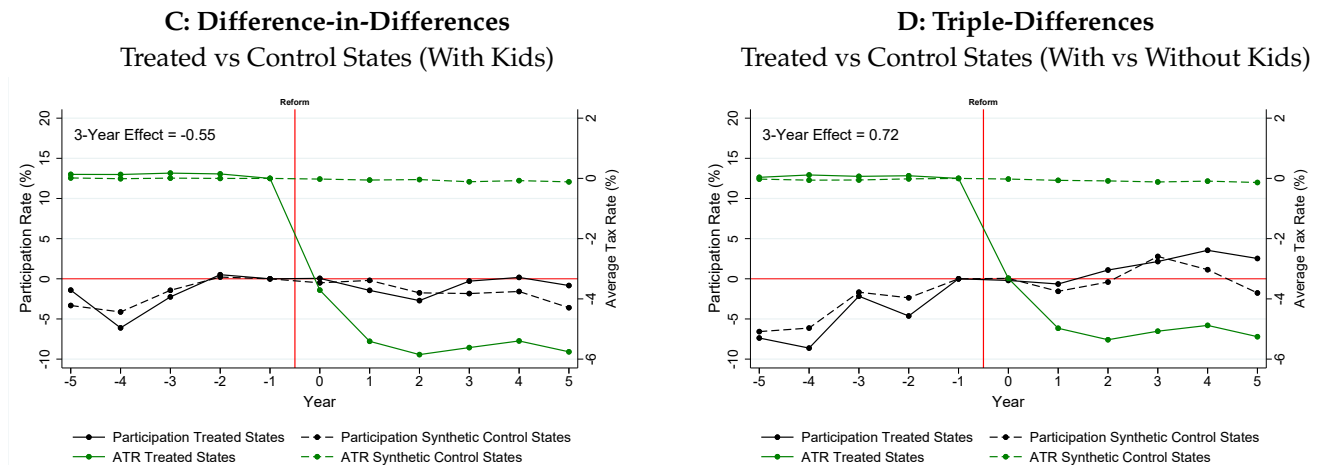 C: Difference-in-Differences
Treated vs Control States (With Kids)
Reform
3-Year Effect = -0.55
Participation Rate (%)
20
15
10
5
0
-5
-10
Average Tax Rate (%)
2
0
-2
-4
-6
-5 -4 -3 -2 -1 0 1 2 3 4 5
Year
Participation Treated States Participation Synthetic Control States
ATR Treated States ATR Synthetic Control States
D: Triple-Differences
Treated vs Control States (With vs Without Kids)
Reform
3-Year Effect = 0.72
Participation Rate (%)
20
15
10
5
0
-5
-10
Average Tax Rate (%)
2
0
-2
-4
-6
-5 -4 -3 -2 -1 0 1 2 3 4 5
Year
Participation Treated States Participation Synthetic Control States
ATR Treated States ATR Synthetic Control States